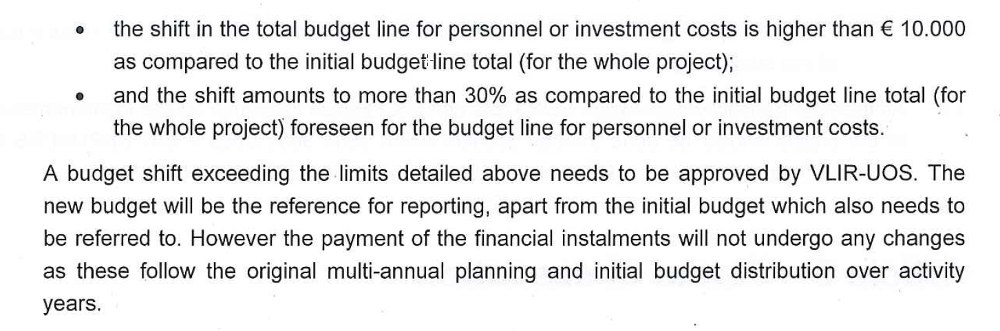 • the shift in the total budget line for personnel or investment costs is higher than € 10.000
as compared to the initial budget line total (for the whole project);
• and the shift amounts to more than 30% as compared to the initial budget line total (for
the whole project) foreseen for the budget line for personnel or investment costs.
A budget shift exceeding the limits detailed above needs to be approved by VLIR-UOS. The
new budget will be the reference for reporting, apart from the initial budget which also needs to
be referred to. However the payment of the financial instalments will not undergo any changes
as these follow the original multi-annual planning and initial budget distribution over activity
years.